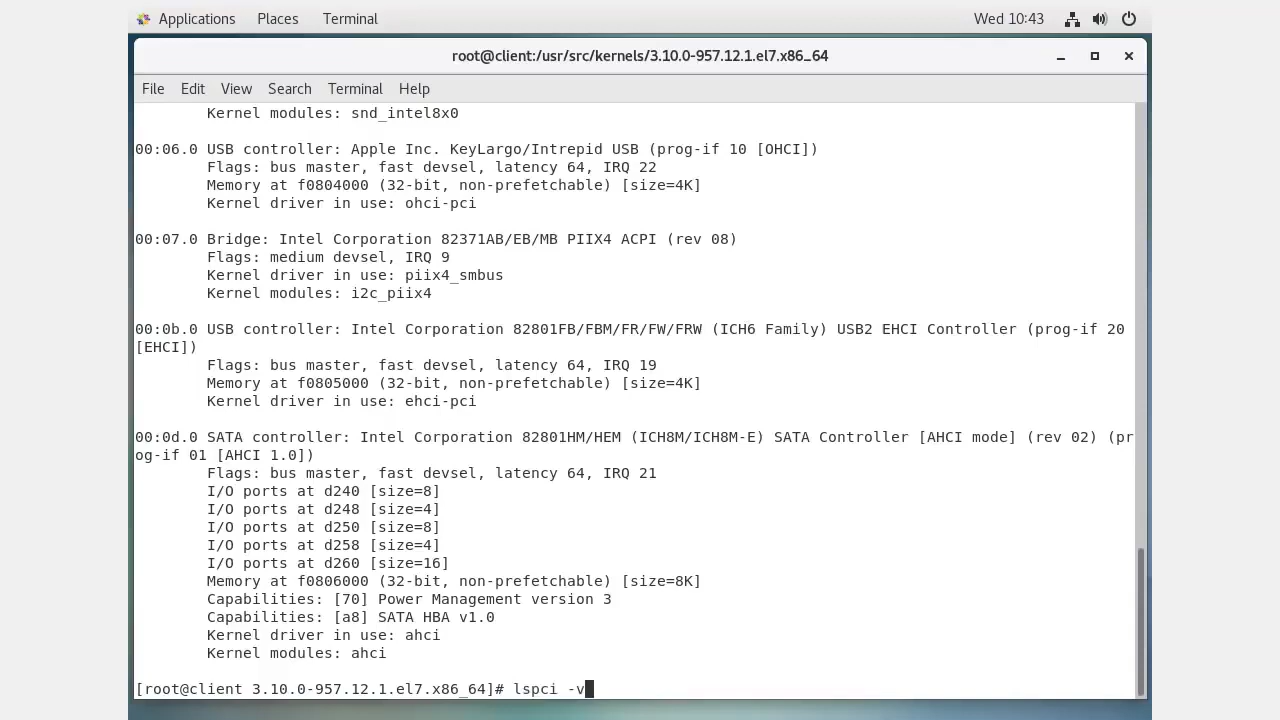 Applications Places Terminal Wed 10:43
root@client:/usr/src/kernels/3.10.0-957.12.1.el7.x86_64
File Edit View Search Terminal Help
Kernel modules: snd_intel8x0
00:06.0 USB controller: Apple Inc. KeyLargo/Intrepid USB (prog-if 10 [OHCI])
Flags: bus master, fast devsel, latency 64, IRQ 22
Memory at f0804000 (32-bit, non-prefetchable) [size=4K]
Kernel driver in use: ohci-pci
00:07.0 Bridge: Intel Corporation 82371AB/EB/MB PIIX4 ACPI (rev 08)
Flags: medium devsel, IRQ 9
Kernel driver in use: piix4_smbus
Kernel modules: i2c_piix4
00:0b.0 USB controller: Intel Corporation 82801FB/FBM/FR/FW/FRW (ICH6 Family) USB2 EHCI Controller (prog-if 20
[EHCI])
Flags: bus master, fast devsel, latency 64, IRQ 19
Memory at f0805000 (32-bit, non-prefetchable) [size=4K]
Kernel driver in use: ehci-pci
00:0d.0 SATA controller: Intel Corporation 82801HM/HEM (ICH8M/ICH8M-E) SATA Controller [AHCI mode] (rev 02) (pr
og-if 01 [AHCI 1.0])
Flags: bus master, fast devsel, latency 64, IRQ 21
I/O ports at d240 [size=8]
I/O ports at d248 [size=4]
I/O ports at d250 [size=8]
I/O ports at d258 [size=4]
I/O ports at d260 [size=16]
Memory at f0806000 (32-bit, non-prefetchable) [size=8K]
Capabilities: [70] Power Management version 3
Capabilities: [a8] SATA HBA v1.0
Kernel driver in use: ahci
Kernel modules: ahci
[root@client 3.10.0-957.12.1.el7.x86_64]# lspci -v